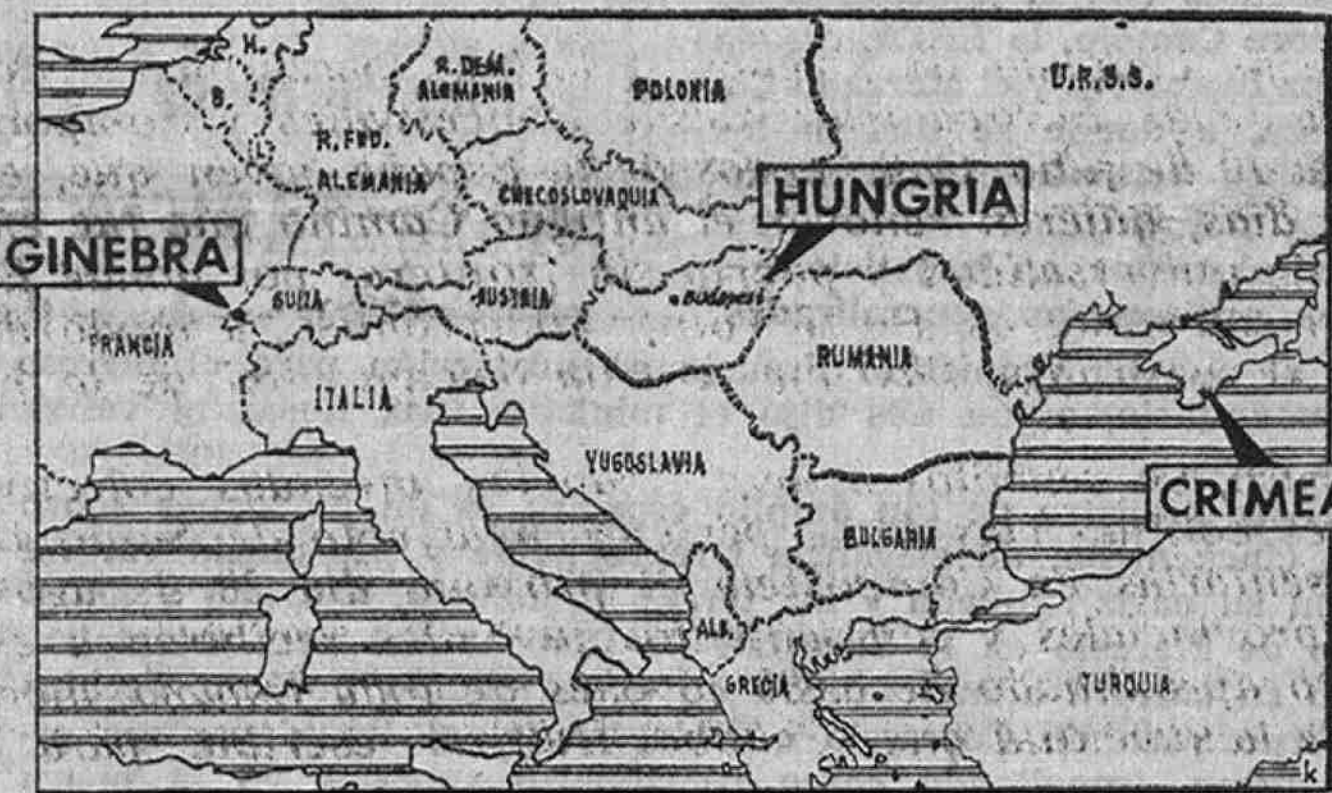 H.
B.
L.
R. DEM.
ALEMANIA
POLONIA
U.R.S.S.
R. FED.
ALEMANIA
CHECOSLOVAQUIA
HUNGRIA
GINEBRA
SUIZA
AUSTRIA
Budapest
FRANCIA
RUMANIA
ITALIA
YUGOSLAVIA
CRIMEA
BULGARIA
ALB.
GRECIA
TURQUIA
k